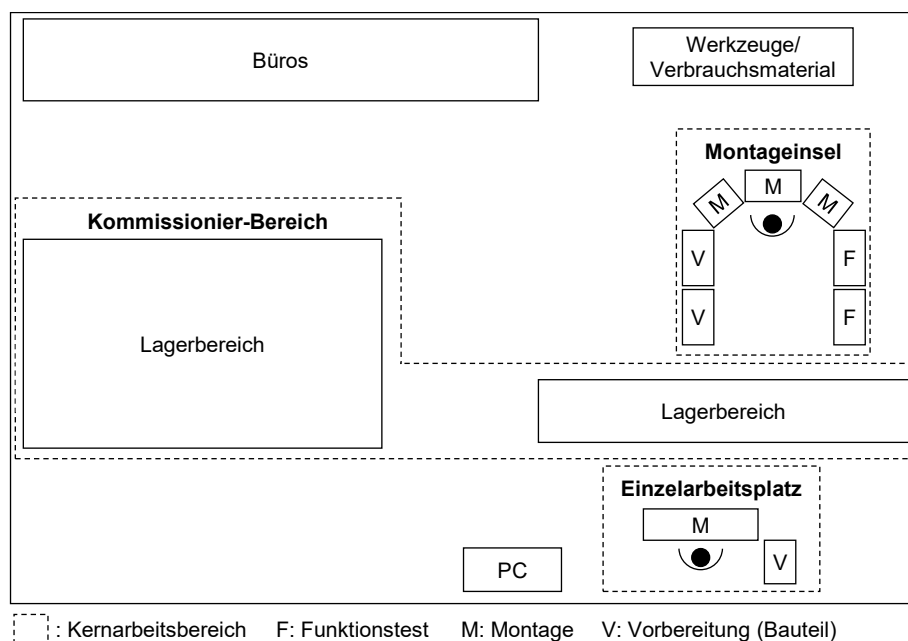 Büros
Werkzeuge/
Verbrauchsmaterial
Montageinsel
M
M
M
V
F
V
F
Kommissionier-Bereich
Lagerbereich
Lagerbereich
Einzelarbeitsplatz
M
V
PC
: Kernarbeitsbereich F: Funktionstest M: Montage V: Vorbereitung (Bauteil)